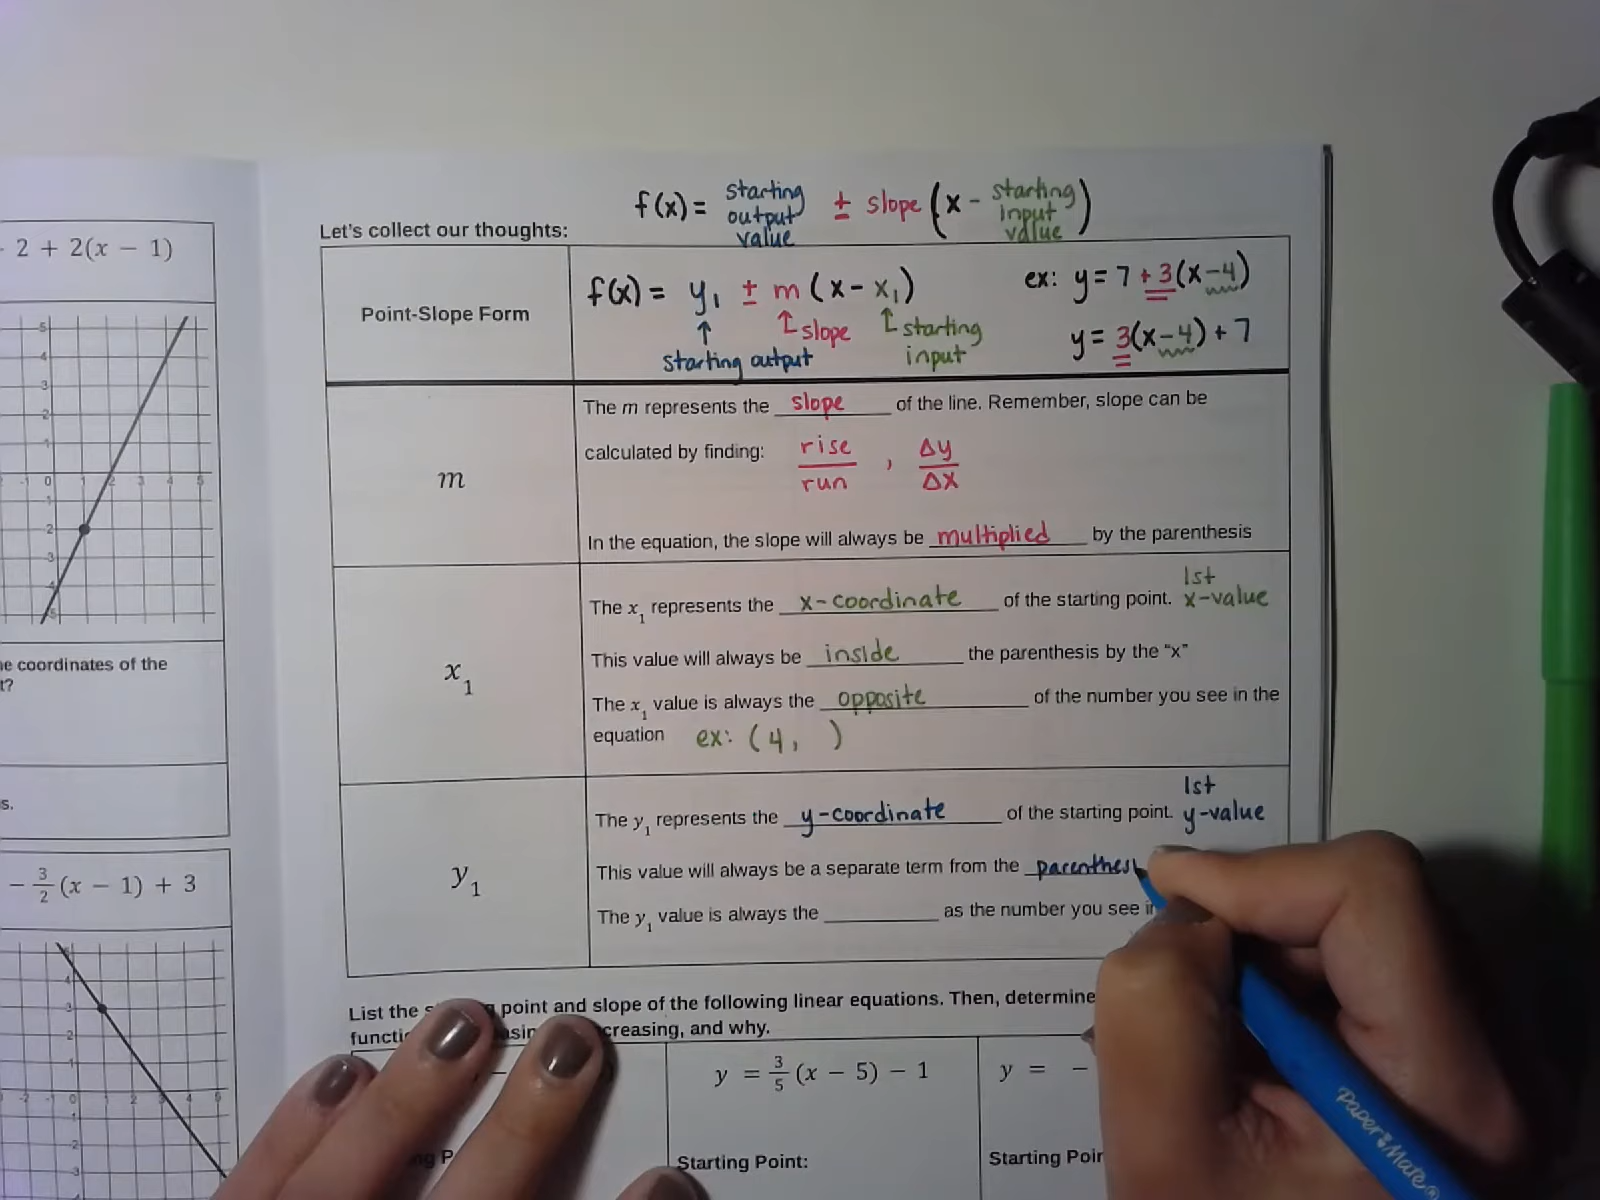 2 + 2(x − 1)
e coordinates of the
t?
s.
− 3/2 (x − 1) + 3
f(x) = starting output value ± slope (x − starting input value)
Let's collect our thoughts:
Point-Slope Form
f(x) = y₁ ± m (x − x₁)
↑ starting output
↑ slope
↑ starting input
ex: y = 7 + 3(x − 4)
y = 3(x − 4) + 7
m
The m represents the slope of the line. Remember, slope can be
calculated by finding: rise/run , Δy/Δx
In the equation, the slope will always be multiplied by the parenthesis
x₁
1st
The x₁ represents the x-coordinate of the starting point. x-value
This value will always be inside the parenthesis by the "x"
The x₁ value is always the opposite of the number you see in the
equation ex: (4, )
y₁
1st
The y₁ represents the y-coordinate of the starting point. y-value
This value will always be a separate term from the parenthes
The y₁ value is always the ________ as the number you see
List the point and slope of the following linear equations. Then, determine
creasing, and why.
y = 3/5 (x − 5) − 1
y = −
Starting Point:
Starting
Paper Mate